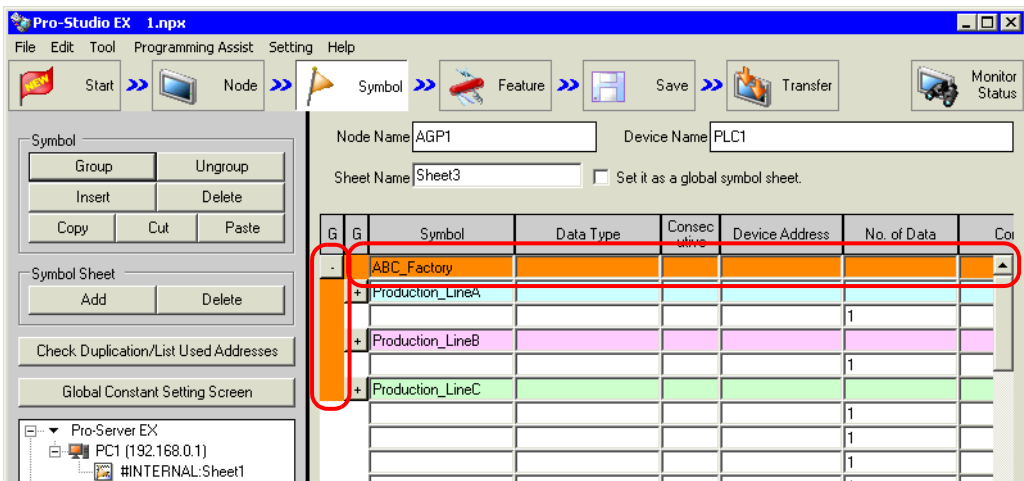 Pro-Studio EX   1.npx
File Edit Tool Programming Assist Setting Help
NEW Start Node Symbol Feature Save Transfer Monitor Status
Symbol
Group Ungroup
Insert Delete
Copy Cut Paste
Symbol Sheet
Add Delete
Check Duplication/List Used Addresses
Global Constant Setting Screen
Pro-Server EX
PC1 (192.168.0.1)
#INTERNAL:Sheet1
Node Name AGP1 Device Name PLC1
Sheet Name Sheet3 Set it as a global symbol sheet.
G G Symbol Data Type Consec utive Device Address No. of Data
- ABC_Factory
+ Production_LineA
1
+ Production_LineB
1
+ Production_LineC
1
1
1